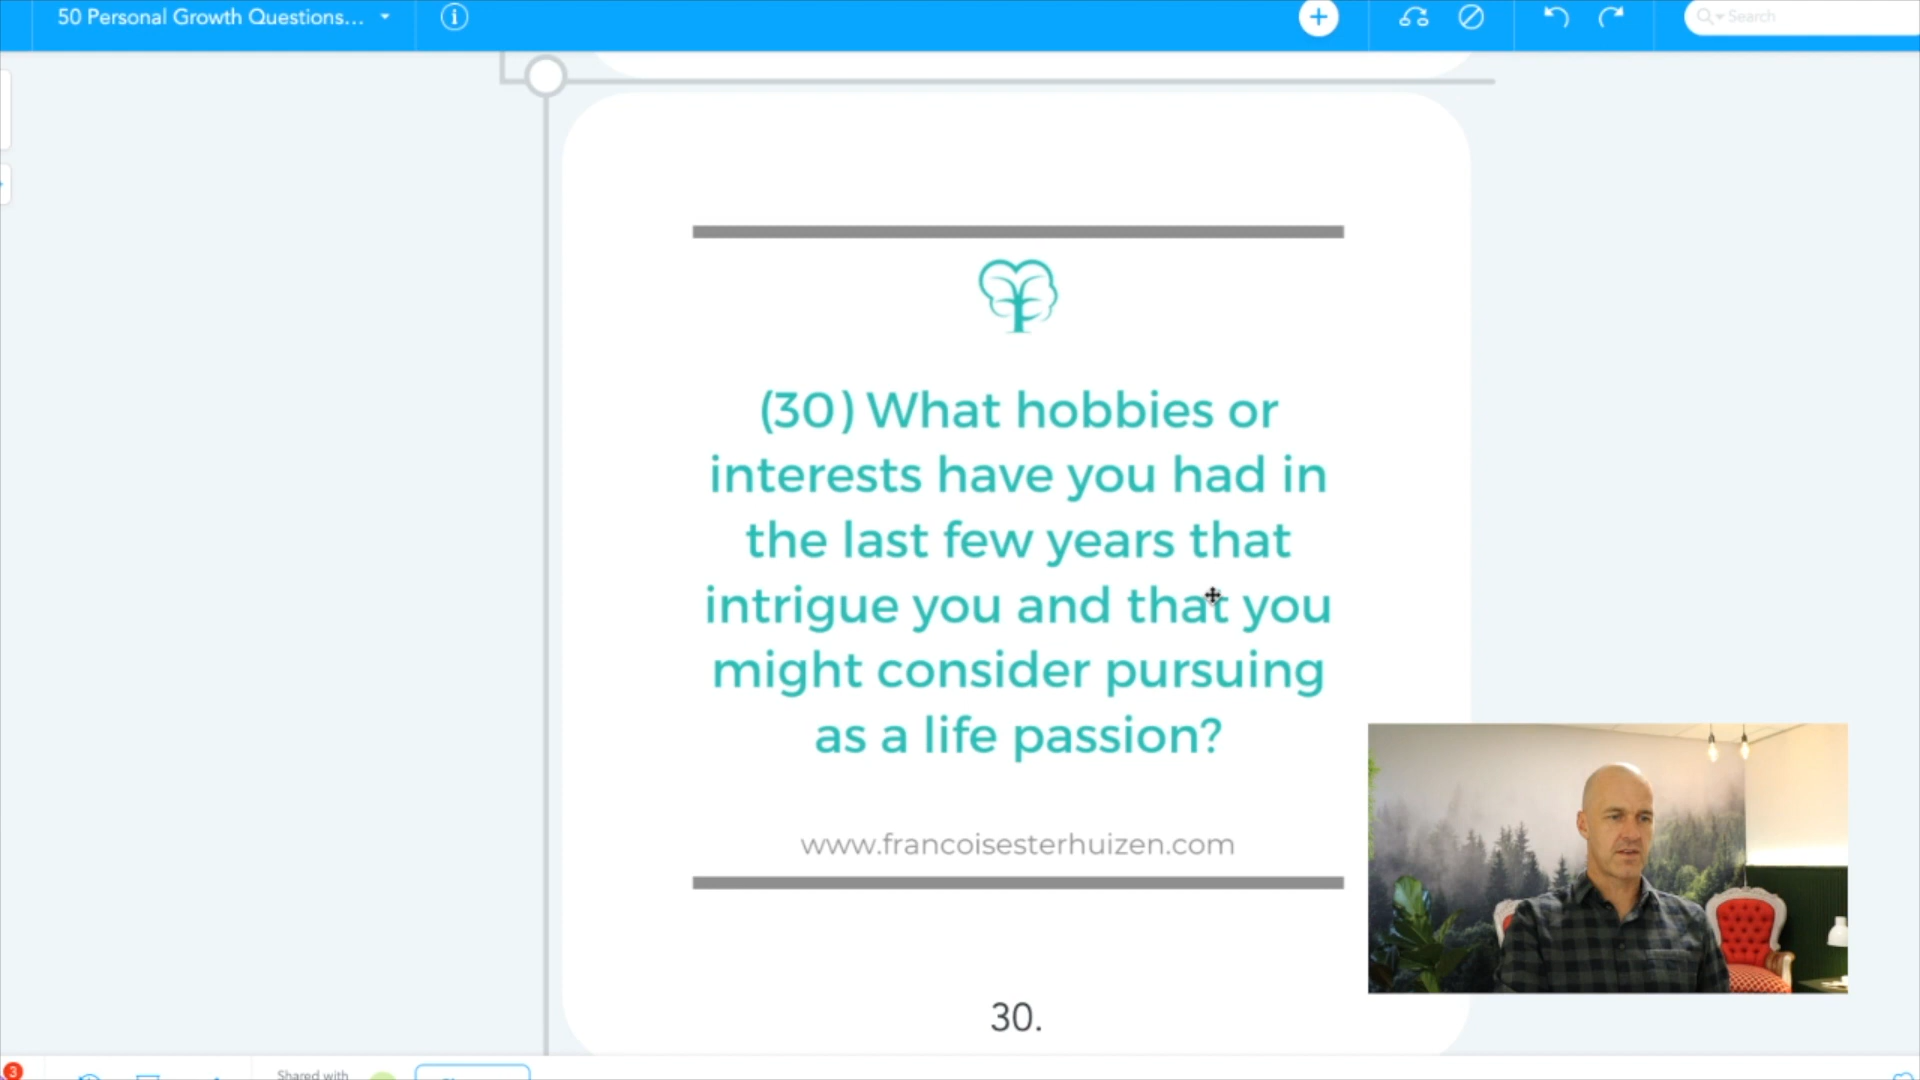 50 Personal Growth Questions...
Search
(30) What hobbies or
interests have you had in
the last few years that
intrigue you and that you
might consider pursuing
as a life passion?
www.francoisesterhuizen.com
30.
3
Shared with